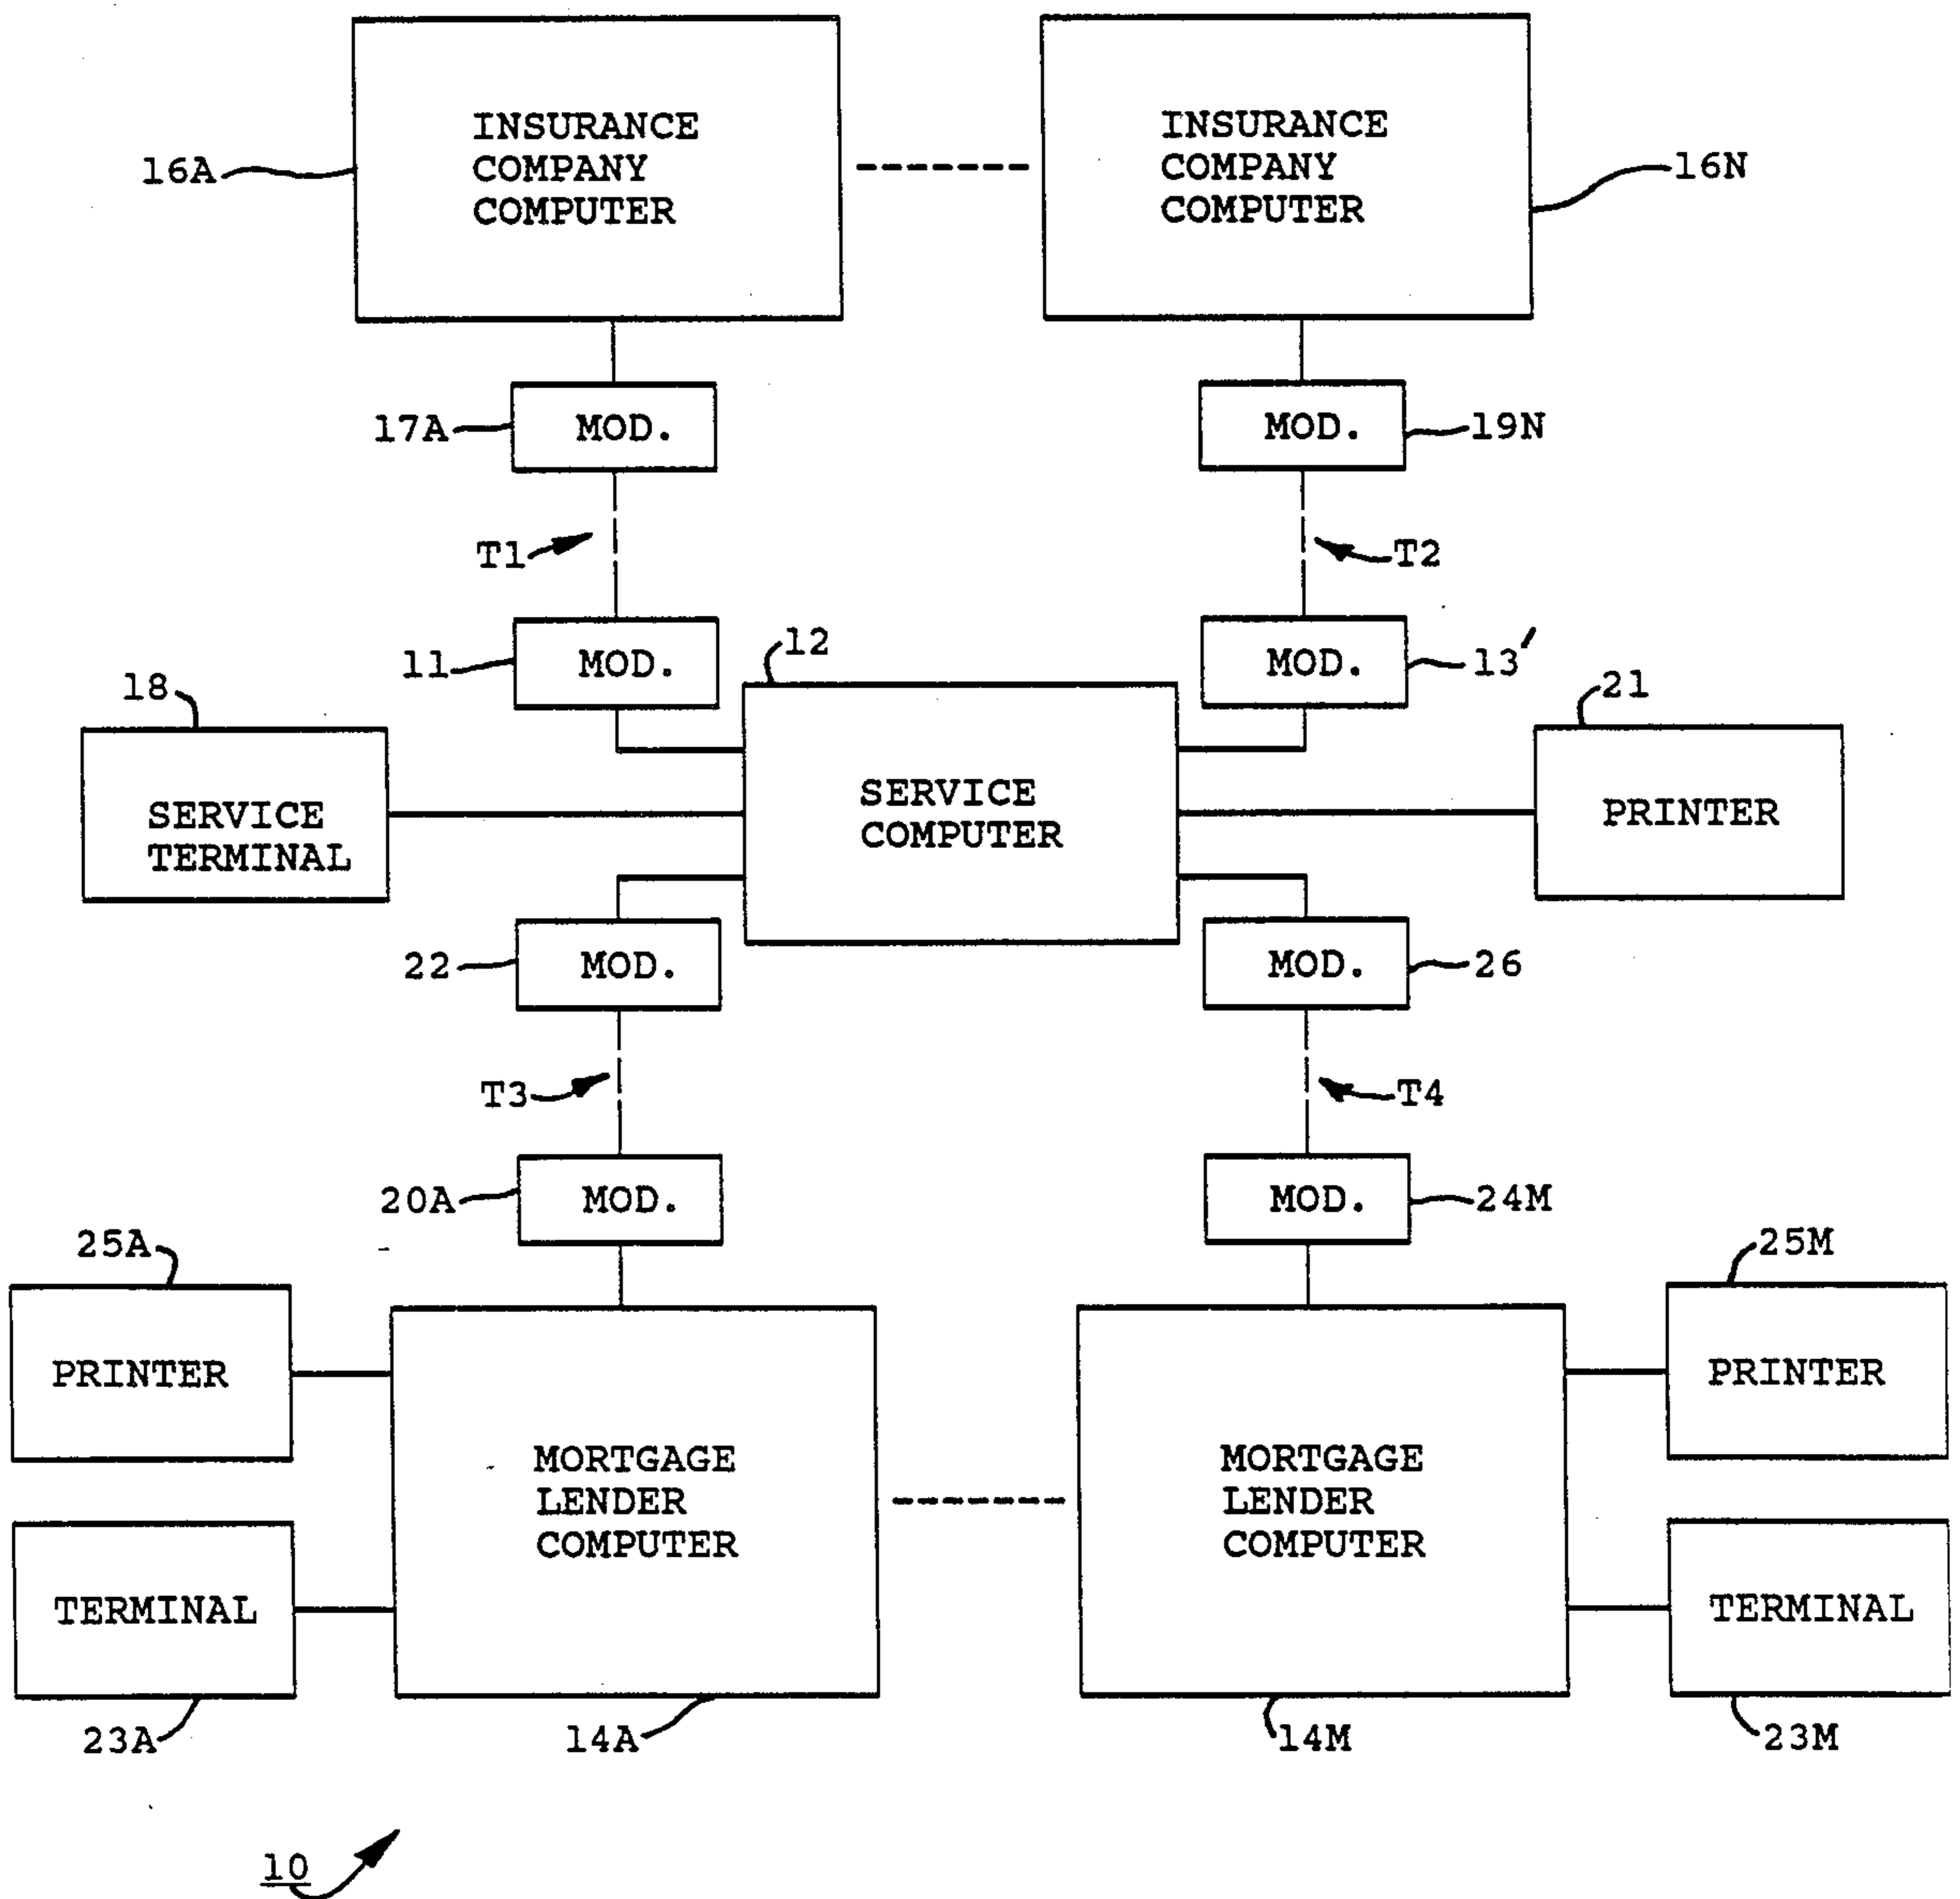 INSURANCE
COMPANY
COMPUTER
INSURANCE
COMPANY
COMPUTER
16A
16N
17A
MOD.
MOD.
19N
T1
T2
11
MOD.
12
MOD.
13'
18
21
SERVICE
TERMINAL
SERVICE
COMPUTER
PRINTER
22
MOD.
MOD.
26
T3
T4
20A
MOD.
MOD.
24M
25A
25M
PRINTER
PRINTER
MORTGAGE
LENDER
COMPUTER
MORTGAGE
LENDER
COMPUTER
TERMINAL
TERMINAL
23A
14A
14M
23M
10